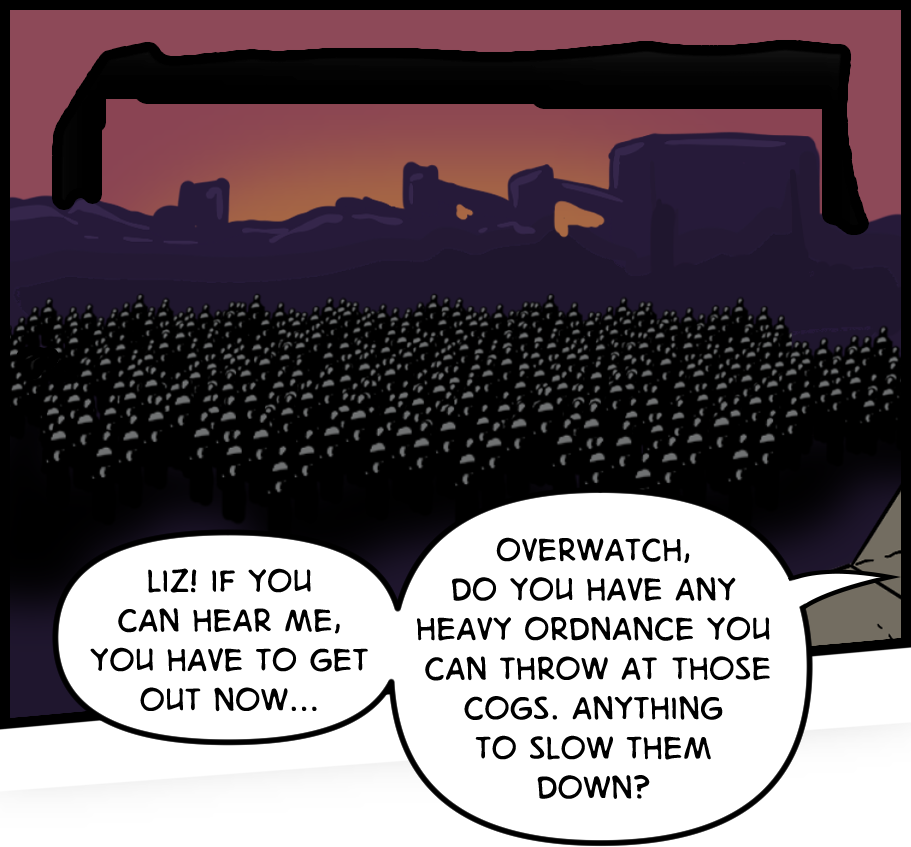 LIZ! IF YOU
CAN HEAR ME,
YOU HAVE TO GET
OUT NOW...
OVERWATCH,
DO YOU HAVE ANY
HEAVY ORDNANCE YOU
CAN THROW AT THOSE
COGS. ANYTHING
TO SLOW THEM
DOWN?